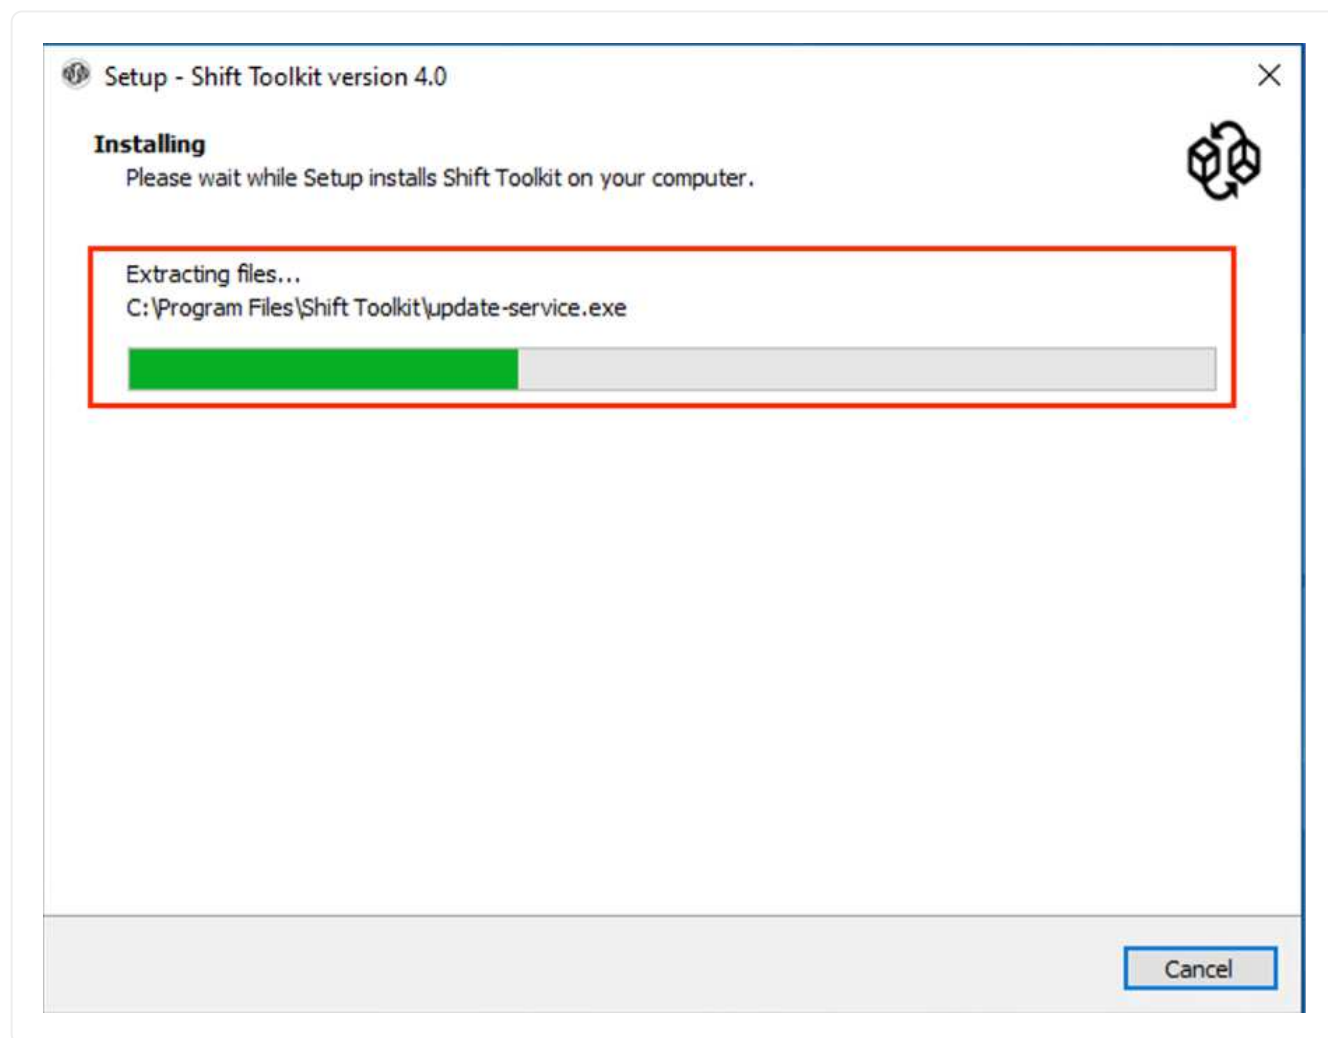 Setup - Shift Toolkit version 4.0
Installing
Please wait while Setup installs Shift Toolkit on your computer.
Extracting files...
C:\Program Files\Shift Toolkit\update-service.exe
Cancel